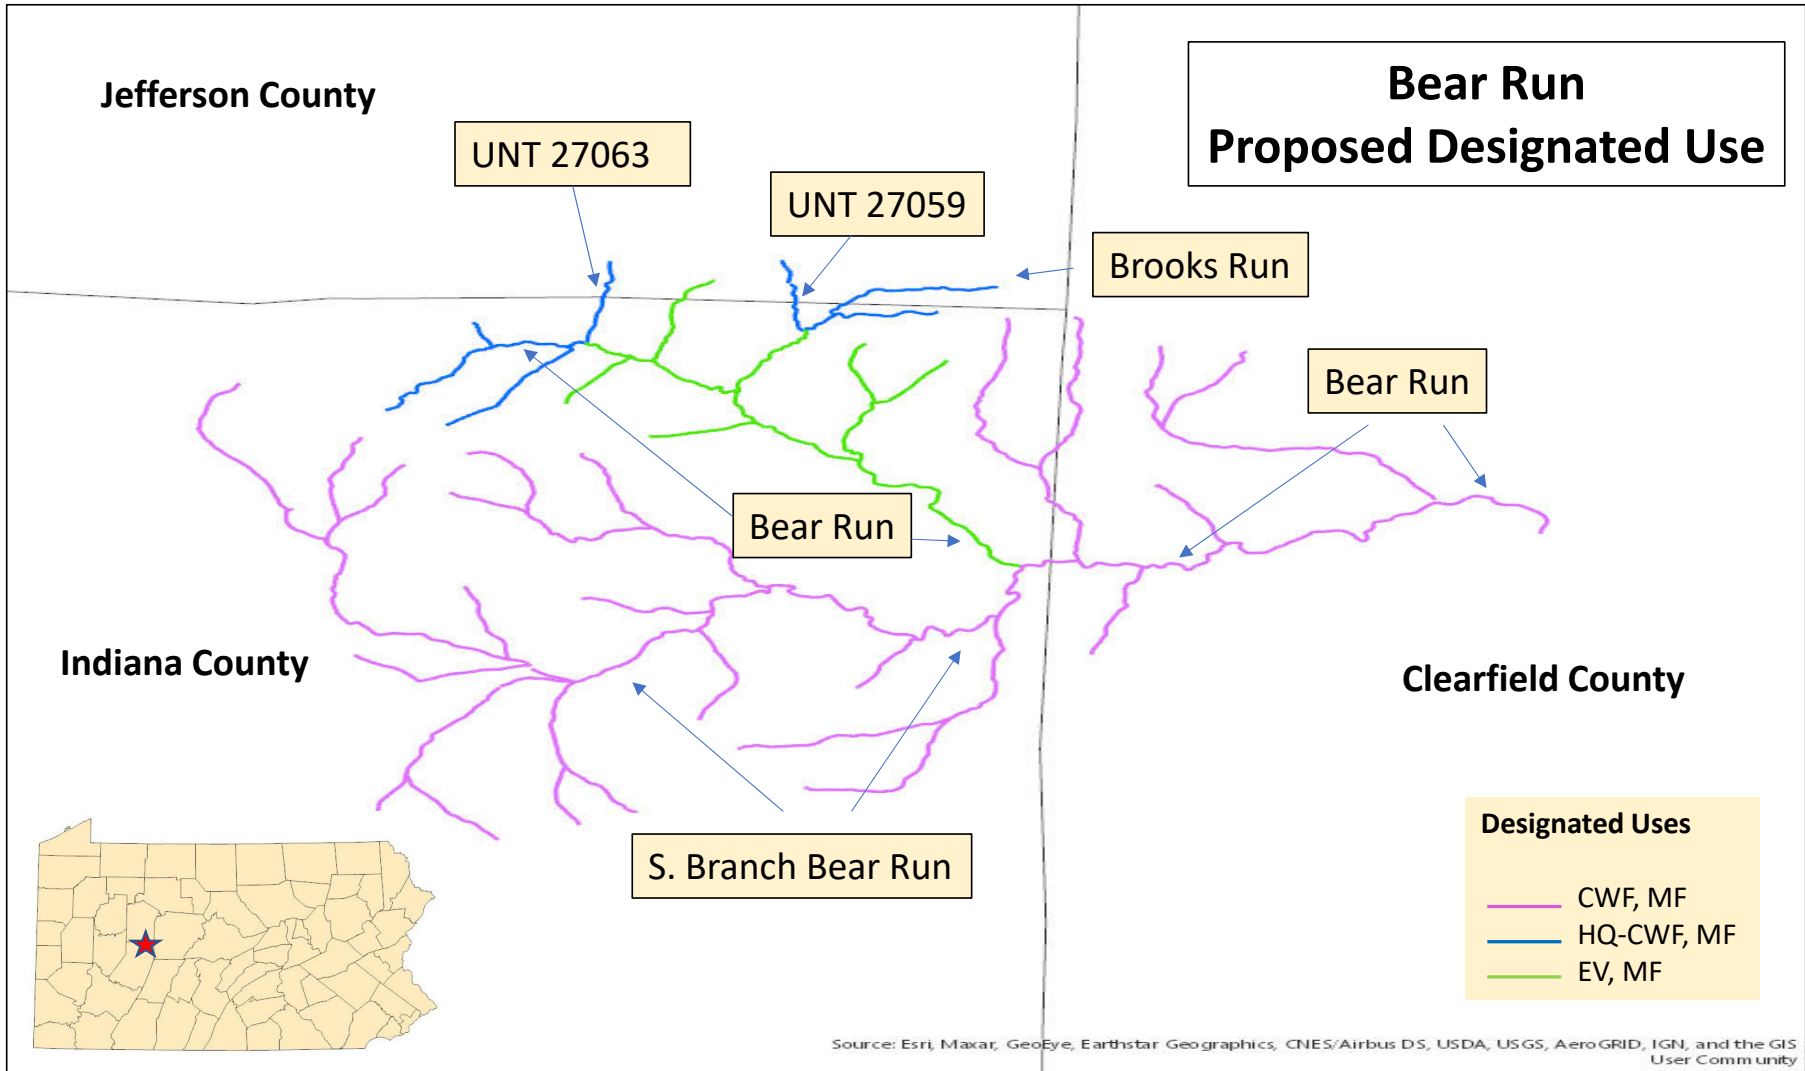 Jefferson County
Bear Run
Proposed Designated Use
UNT 27063
UNT 27059
Brooks Run
Bear Run
Bear Run
Indiana County
Clearfield County
S. Branch Bear Run
Designated Uses
CWF, MF
HQ-CWF, MF
EV, MF
Source: Esri, Maxar, GeoEye, Earthstar Geographics, CNES/Airbus DS, USDA, USGS, AeroGRID, IGN, and the GIS
User Community